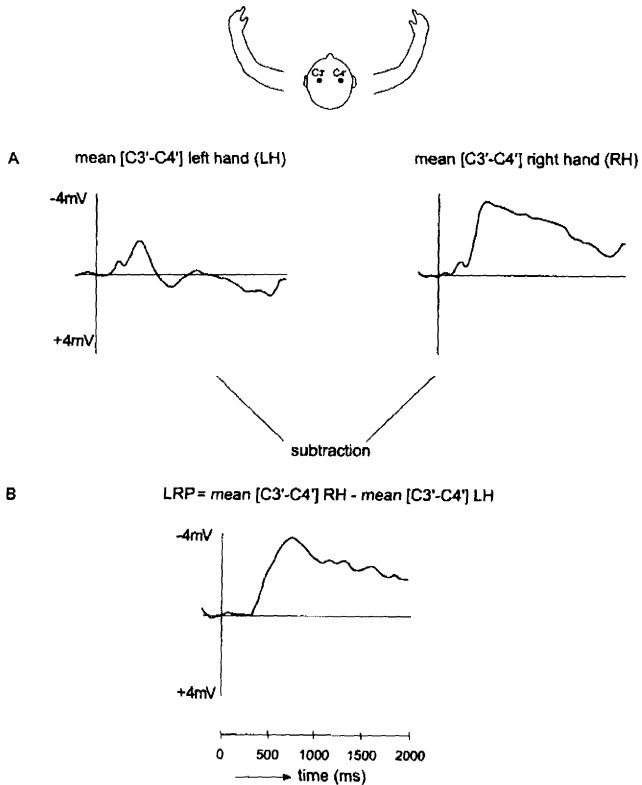 C3' C4'
A mean [C3'-C4'] left hand (LH) mean [C3'-C4'] right hand (RH)
-4mV -4mV
+4mV +4mV
subtraction
B LRP = mean [C3'-C4'] RH - mean [C3'-C4'] LH
-4mV
+4mV
0 500 1000 1500 2000
time (ms)